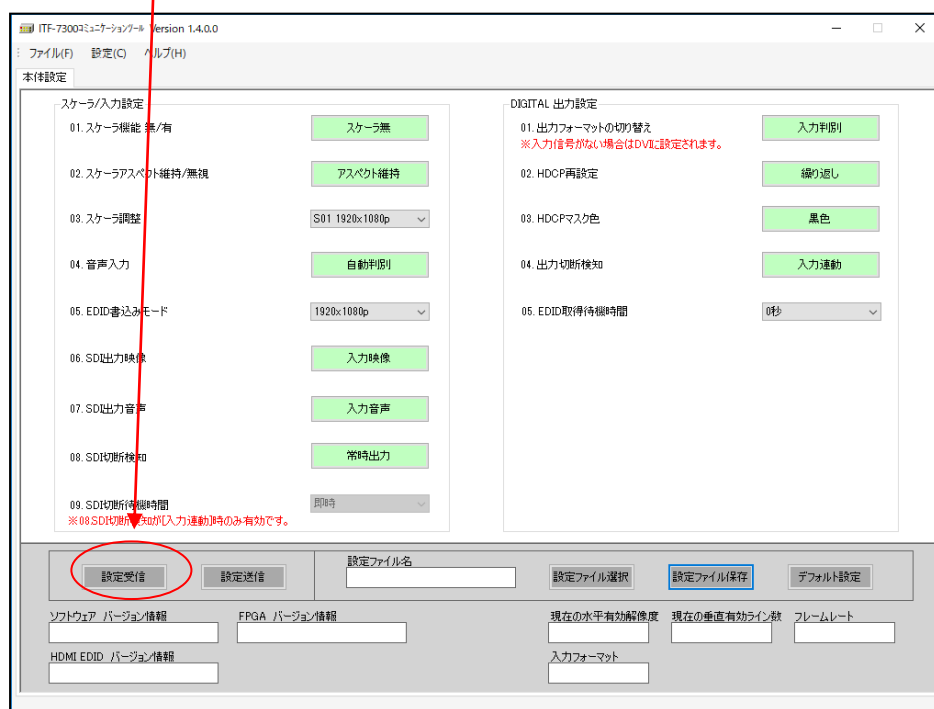 ITF-7300コミュニケーションツール Version 1.4.0.0
ファイル(F) 設定(C) ヘルプ(H)
本体設定
スケーラ/入力設定
01.スケーラ機能 無/有 スケーラ無
02.スケーラアスペクト維持/無視 アスペクト維持
03.スケーラ調整 S01 1920x1080p
04.音声入力 自動判別
05.EDID書込みモード 1920x1080p
06.SDI出力映像 入力映像
07.SDI出力音声 入力音声
08.SDI切断検知 常時出力
09.SDI切断待機時間 即時
※08.SDI切断検知が[入力連動]時のみ有効です。
DIGITAL 出力設定
01.出力フォーマットの切り替え 入力判別
※入力信号がない場合はDVIに設定されます。
02.HDCP再設定 繰り返し
03.HDCPマスク色 黒色
04.出力切断検知 入力連動
05.EDID取得待機時間 0秒
設定受信 設定送信
設定ファイル名
設定ファイル選択 設定ファイル保存 デフォルト設定
ソフトウェア バージョン情報 FPGA バージョン情報
現在の水平有効解像度 現在の垂直有効ライン数 フレームレート
HDMI EDID バージョン情報
入力フォーマット